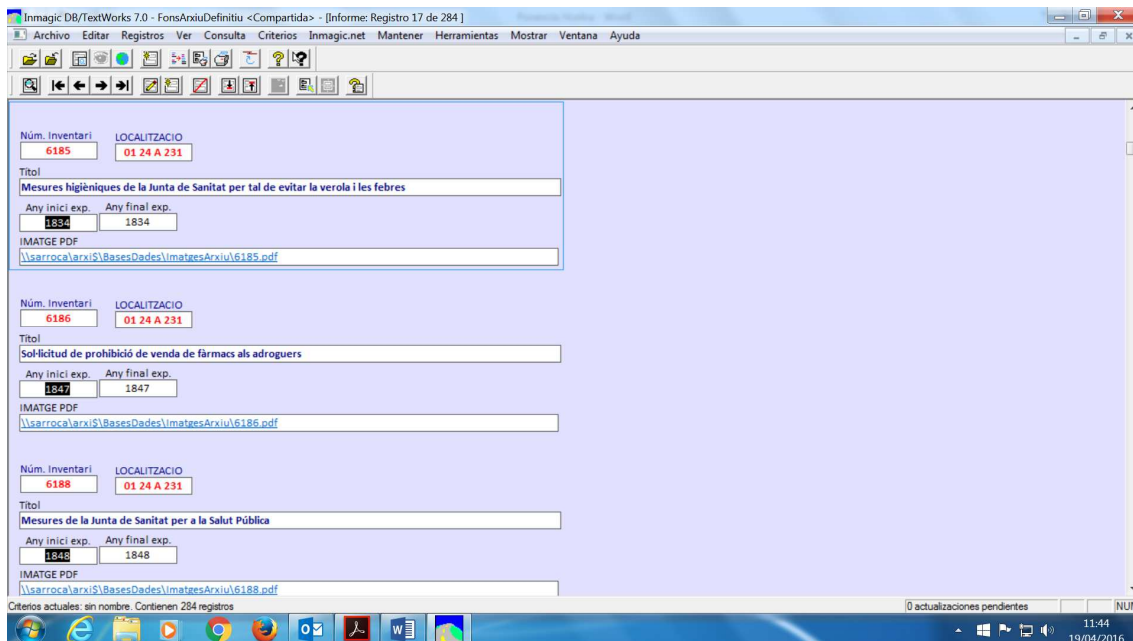 Inmagic DB/TextWorks 7.0 - FonsArxiuDefinitiu <Compartida> - [Informe: Registro 17 de 284 ]
Archivo Editar Registros Ver Consulta Criterios Inmagic.net Mantener Herramientas Mostrar Ventana Ayuda
Núm. Inventari LOCALITZACIO
6185 01 24 A 231
Títol
Mesures higièniques de la Junta de Sanitat per tal de evitar la verola i les febres
Any inici exp. Any final exp.
1834 1834
IMATGE PDF
\\sarroca\arxi$\BasesDades\ImatgesArxiu\6185.pdf
Núm. Inventari LOCALITZACIO
6186 01 24 A 231
Títol
Sol·licitud de prohibició de venda de fàrmacs als adroguers
Any inici exp. Any final exp.
1847 1847
IMATGE PDF
\\sarroca\arxi$\BasesDades\ImatgesArxiu\6186.pdf
Núm. Inventari LOCALITZACIO
6188 01 24 A 231
Títol
Mesures de la Junta de Sanitat per a la Salut Pública
Any inici exp. Any final exp.
1848 1848
IMATGE PDF
\\sarroca\arxi$\BasesDades\ImatgesArxiu\6188.pdf
Criterios actuales: sin nombre. Contienen 284 registros 0 actualizaciones pendientes NUM
11:44
19/04/2016